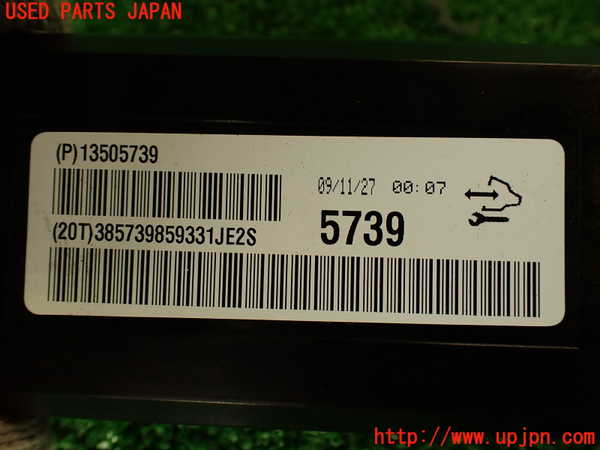 USED PARTS JAPAN
(P)13505739
09/11/27 00:07
(20T)385739859331JE2S
5739
http://www.upjpn.com/